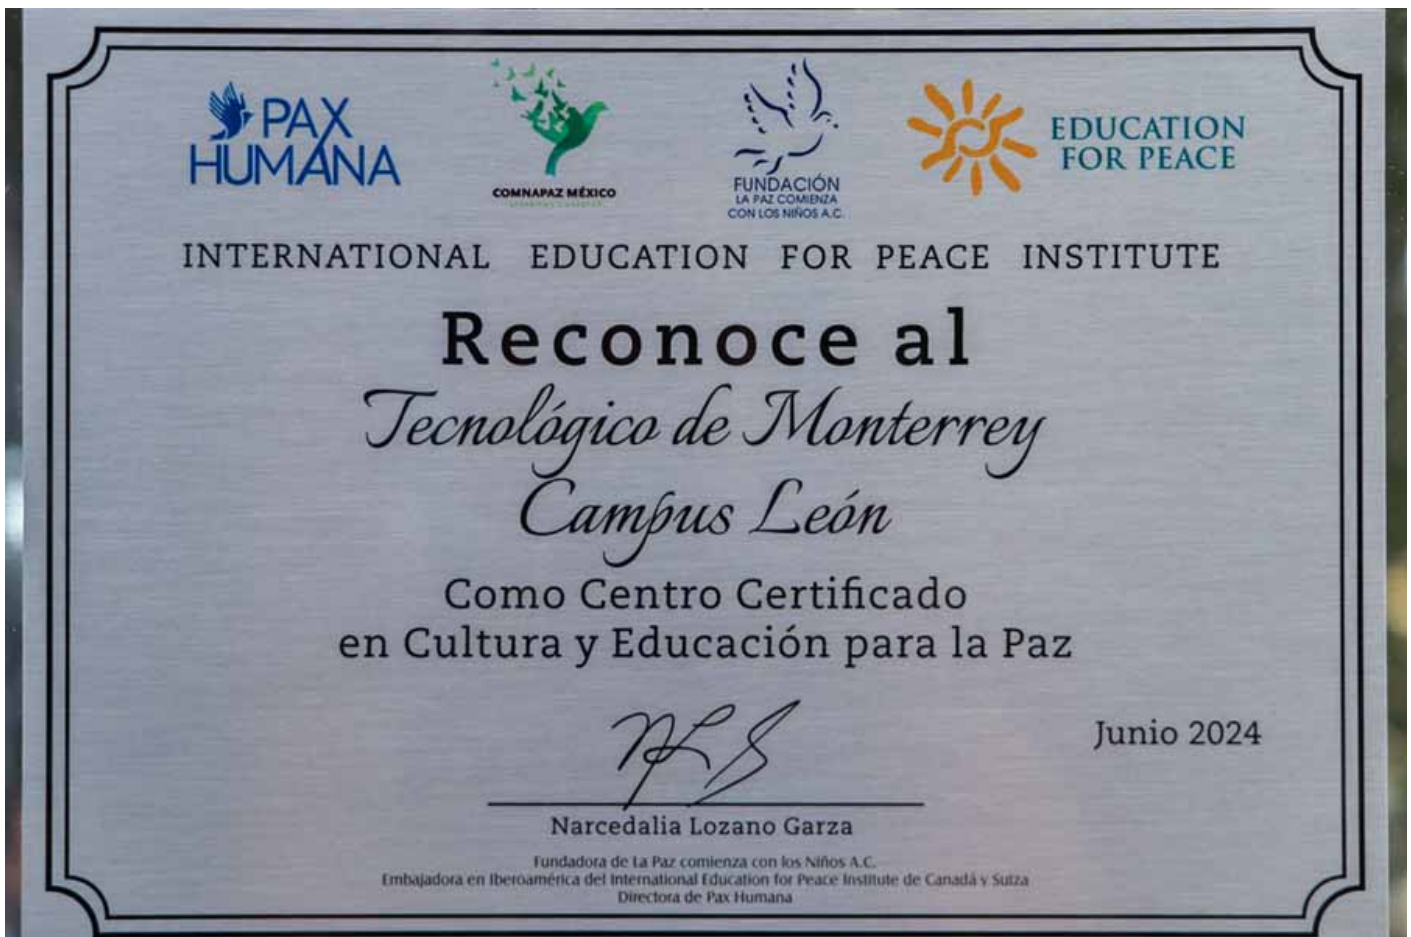 PAX
HUMANA
COMNAPAZ MÉXICO
FUNDACIÓN
LA PAZ COMIENZA
CON LOS NIÑOS A.C.
EDUCATION
FOR PEACE
INTERNATIONAL EDUCATION FOR PEACE INSTITUTE
Reconoce al
Tecnológico de Monterrey
Campus León
Como Centro Certificado
en Cultura y Educación para la Paz
Junio 2024
Narcedalia Lozano Garza
Fundadora de La Paz comienza con los Niños A.C.
Embajadora en Iberoamérica del International Education for Peace Institute de Canadá y Suiza
Directora de Pax Humana